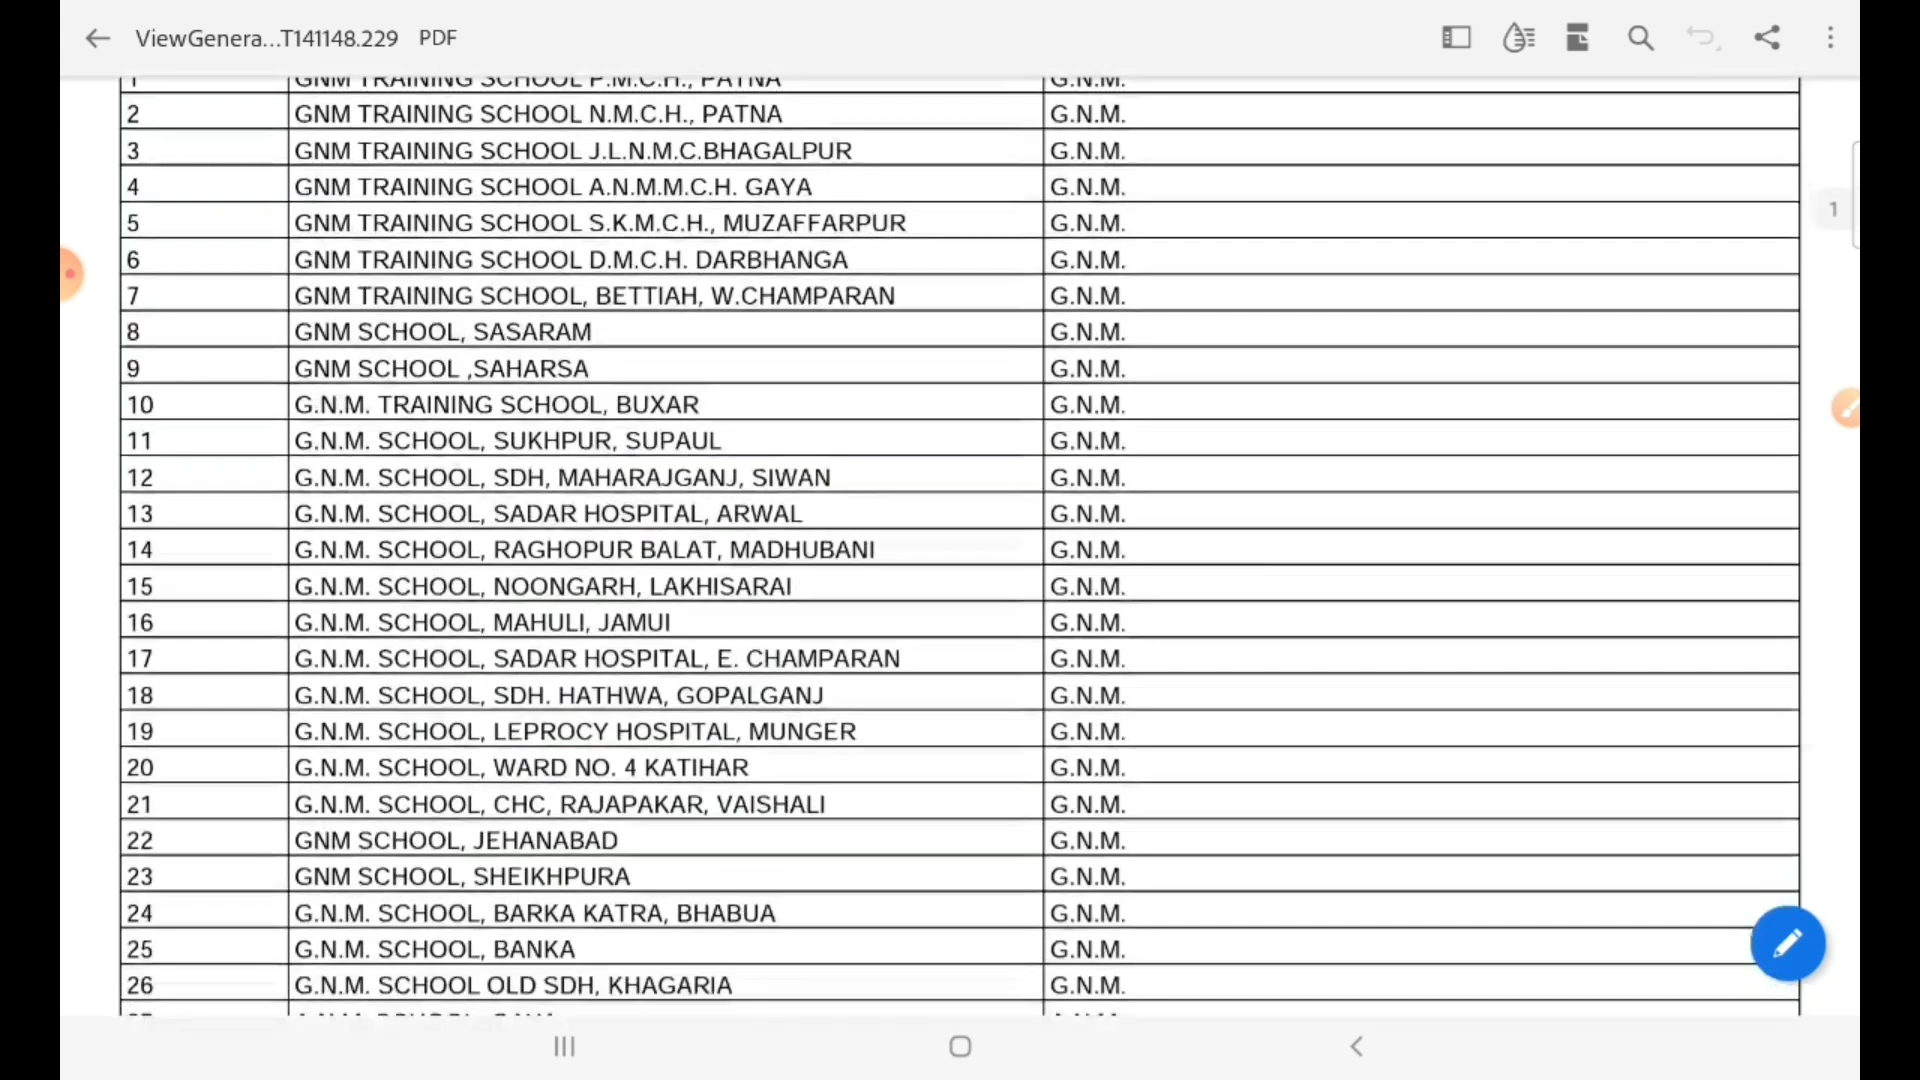 ViewGenera...T141148.229 PDF
1 GNM TRAINING SCHOOL P.M.C.H., PATNA G.N.M.
2 GNM TRAINING SCHOOL N.M.C.H., PATNA G.N.M.
3 GNM TRAINING SCHOOL J.L.N.M.C.BHAGALPUR G.N.M.
4 GNM TRAINING SCHOOL A.N.M.M.C.H. GAYA G.N.M.
1
5 GNM TRAINING SCHOOL S.K.M.C.H., MUZAFFARPUR G.N.M.
6 GNM TRAINING SCHOOL D.M.C.H. DARBHANGA G.N.M.
7 GNM TRAINING SCHOOL, BETTIAH, W.CHAMPARAN G.N.M.
8 GNM SCHOOL, SASARAM G.N.M.
9 GNM SCHOOL ,SAHARSA G.N.M.
10 G.N.M. TRAINING SCHOOL, BUXAR G.N.M.
11 G.N.M. SCHOOL, SUKHPUR, SUPAUL G.N.M.
12 G.N.M. SCHOOL, SDH, MAHARAJGANJ, SIWAN G.N.M.
13 G.N.M. SCHOOL, SADAR HOSPITAL, ARWAL G.N.M.
14 G.N.M. SCHOOL, RAGHOPUR BALAT, MADHUBANI G.N.M.
15 G.N.M. SCHOOL, NOONGARH, LAKHISARAI G.N.M.
16 G.N.M. SCHOOL, MAHULI, JAMUI G.N.M.
17 G.N.M. SCHOOL, SADAR HOSPITAL, E. CHAMPARAN G.N.M.
18 G.N.M. SCHOOL, SDH. HATHWA, GOPALGANJ G.N.M.
19 G.N.M. SCHOOL, LEPROCY HOSPITAL, MUNGER G.N.M.
20 G.N.M. SCHOOL, WARD NO. 4 KATIHAR G.N.M.
21 G.N.M. SCHOOL, CHC, RAJAPAKAR, VAISHALI G.N.M.
22 GNM SCHOOL, JEHANABAD G.N.M.
23 GNM SCHOOL, SHEIKHPURA G.N.M.
24 G.N.M. SCHOOL, BARKA KATRA, BHABUA G.N.M.
25 G.N.M. SCHOOL, BANKA G.N.M.
26 G.N.M. SCHOOL OLD SDH, KHAGARIA G.N.M.